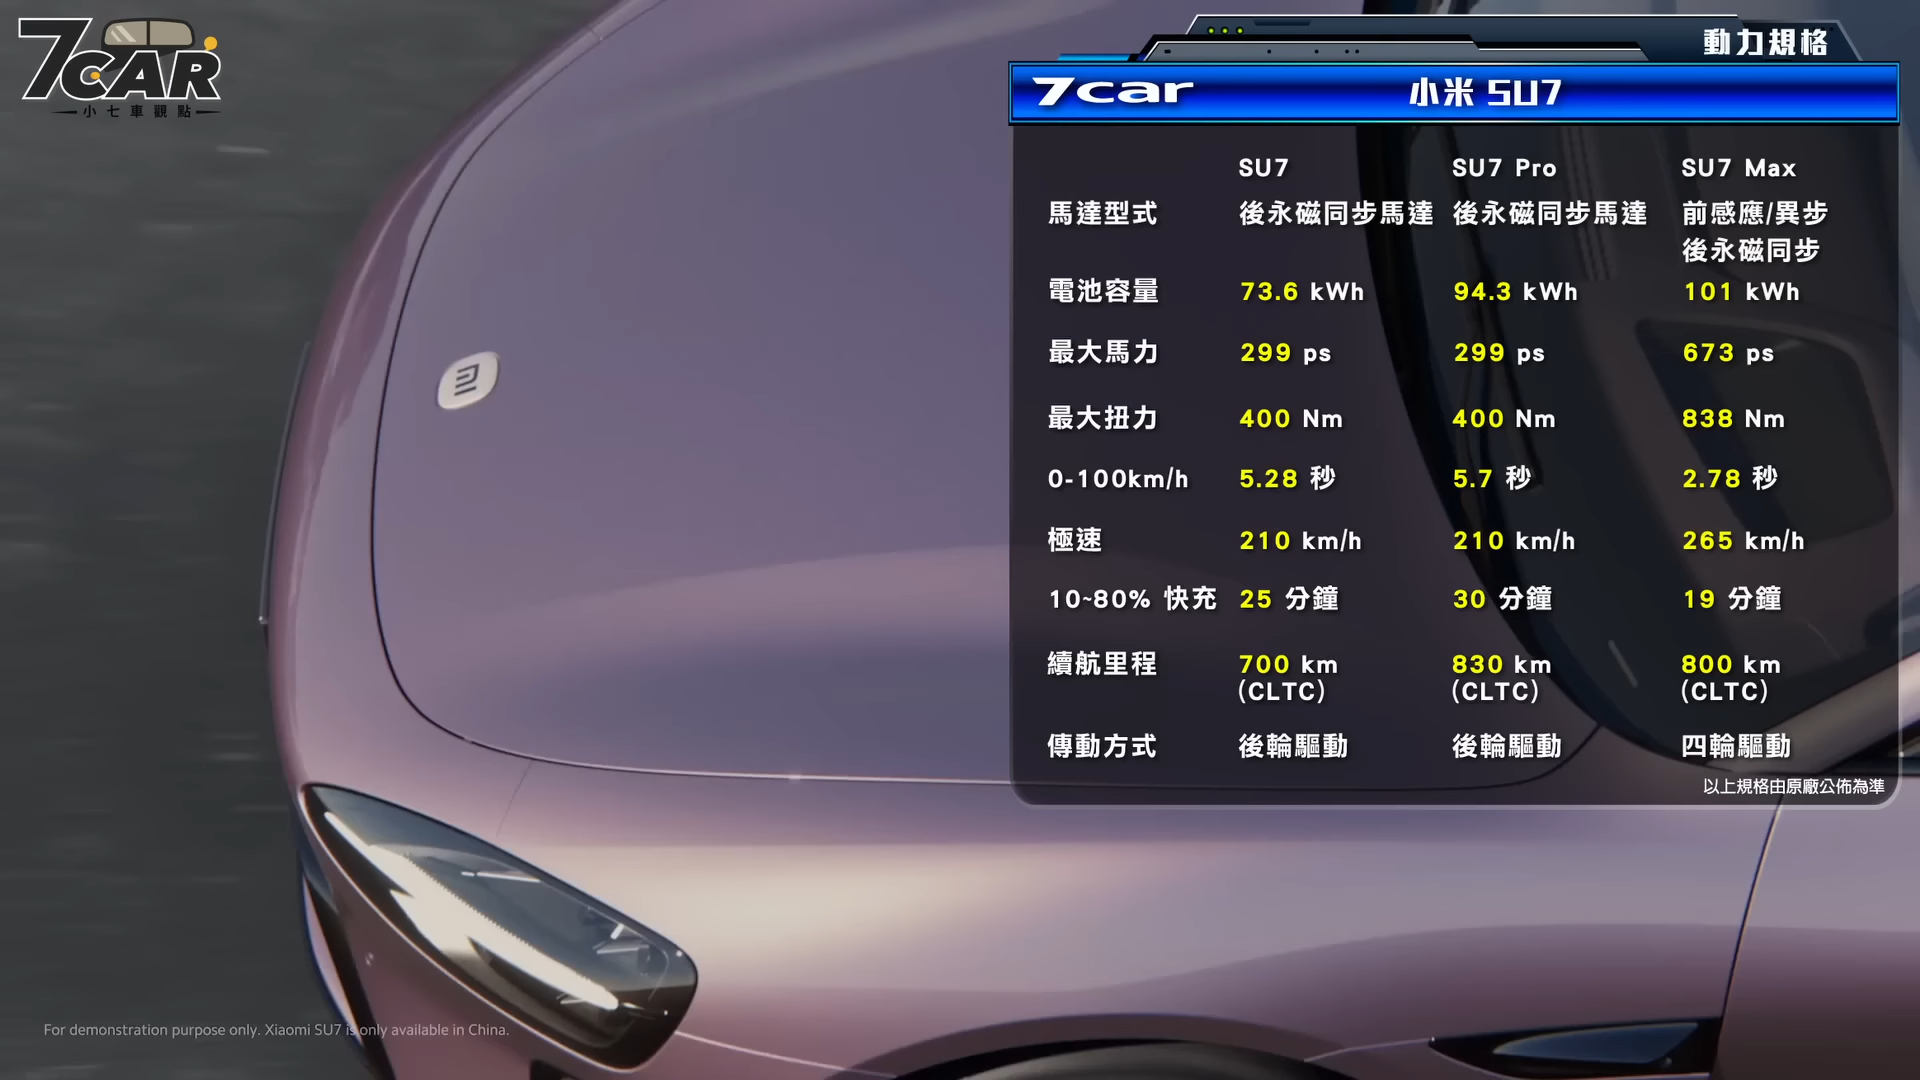 7CAR
小七車觀點
動力規格
7car 小米 SU7
SU7 SU7 Pro SU7 Max
馬達型式 後永磁同步馬達 後永磁同步馬達 前感應/異步
後永磁同步
電池容量 73.6 kWh 94.3 kWh 101 kWh
最大馬力 299 ps 299 ps 673 ps
最大扭力 400 Nm 400 Nm 838 Nm
0-100km/h 5.28 秒 5.7 秒 2.78 秒
極速 210 km/h 210 km/h 265 km/h
10~80% 快充 25 分鐘 30 分鐘 19 分鐘
續航里程 700 km 830 km 800 km
(CLTC) (CLTC) (CLTC)
傳動方式 後輪驅動 後輪驅動 四輪驅動
以上規格由原廠公佈為準
For demonstration purpose only. Xiaomi SU7 is only available in China.